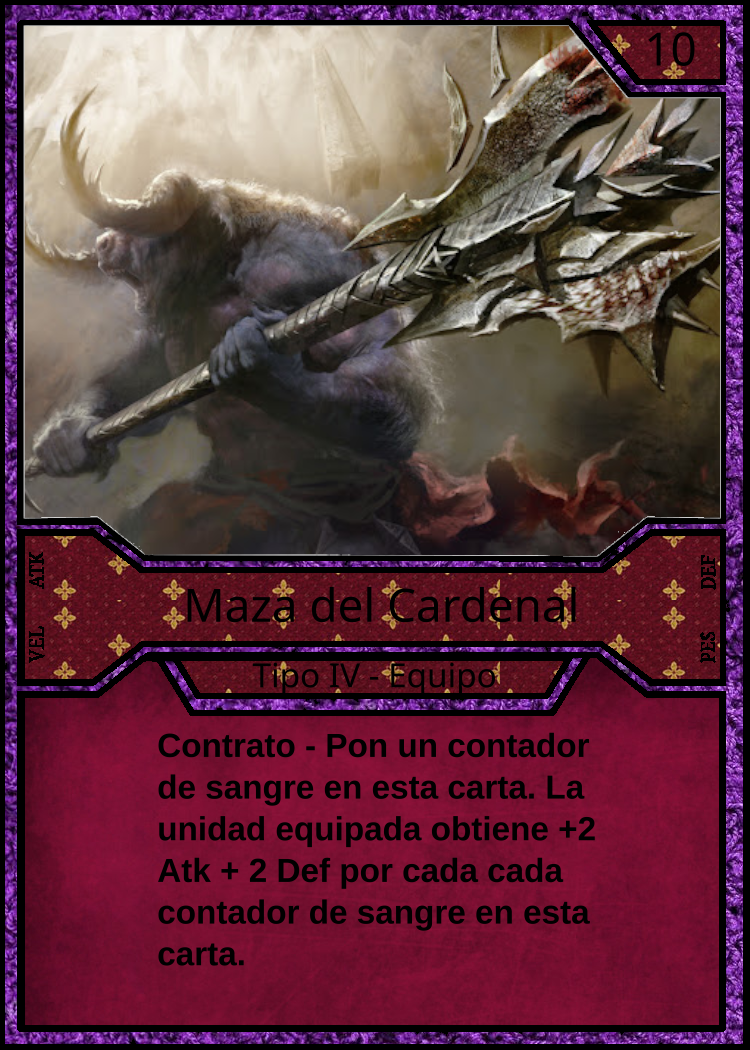 10
ATK
DEF
Maza del Cardenal
VEL
PES
Tipo IV - Equipo
Contrato - Pon un contador
de sangre en esta carta. La
unidad equipada obtiene +2
Atk + 2 Def por cada cada
contador de sangre en esta
carta.